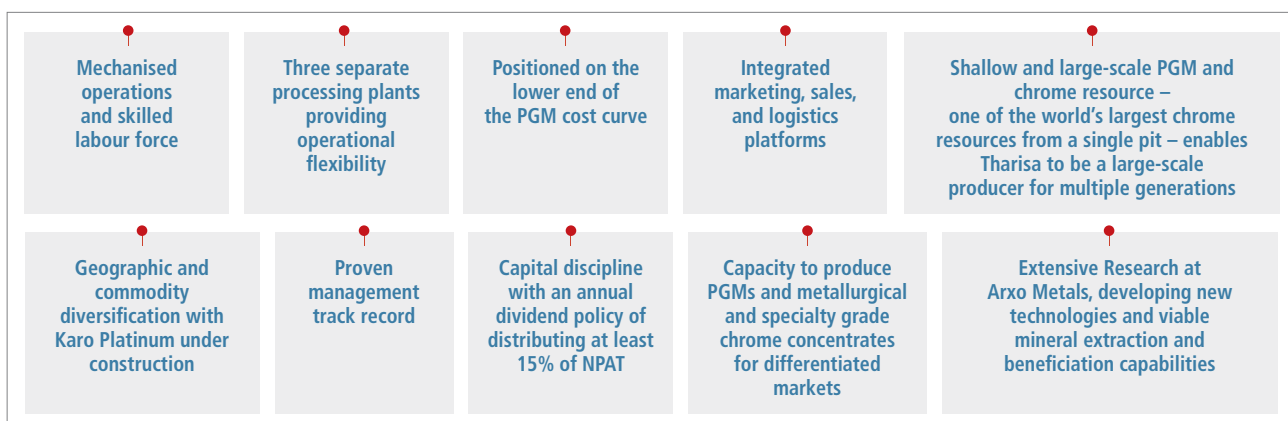 Mechanised
operations
and skilled
labour force
Three separate
processing plants
providing
operational
flexibility
Positioned on the
lower end of
the PGM cost curve
Integrated
marketing, sales,
and logistics
platforms
Shallow and large-scale PGM and
chrome resource –
one of the world’s largest chrome
resources from a single pit – enables
Tharisa to be a large-scale
producer for multiple generations
Geographic and
commodity
diversification with
Karo Platinum under
construction
Proven
management
track record
Capital discipline
with an annual
dividend policy of
distributing at least
15% of NPAT
Capacity to produce
PGMs and metallurgical
and specialty grade
chrome concentrates
for differentiated
markets
Extensive Research at
Arxo Metals, developing new
technologies and viable
mineral extraction and
beneficiation capabilities